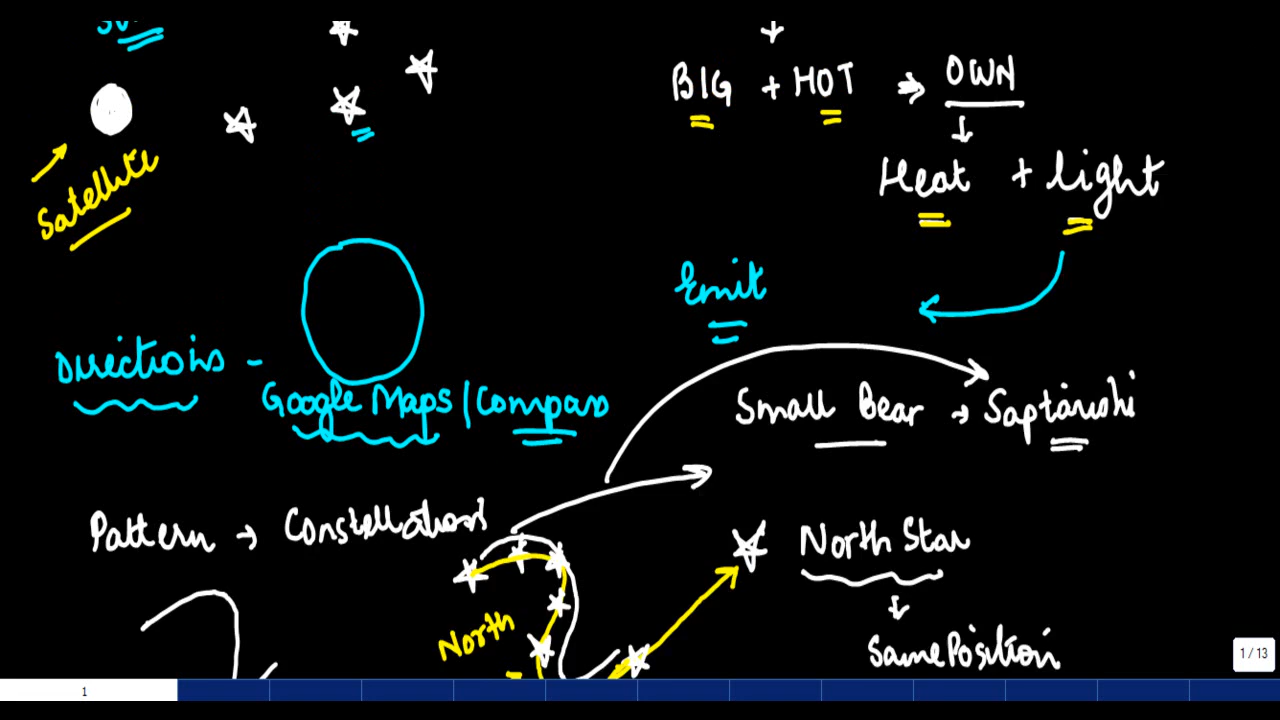 BIG + HOT → OWN
Satellite
Heat + light
Emit
Directions -
Google Maps / Compass
Small Bear → Saptarishi
Pattern → Constellations
North Star
North
Same Position
1 / 13
1